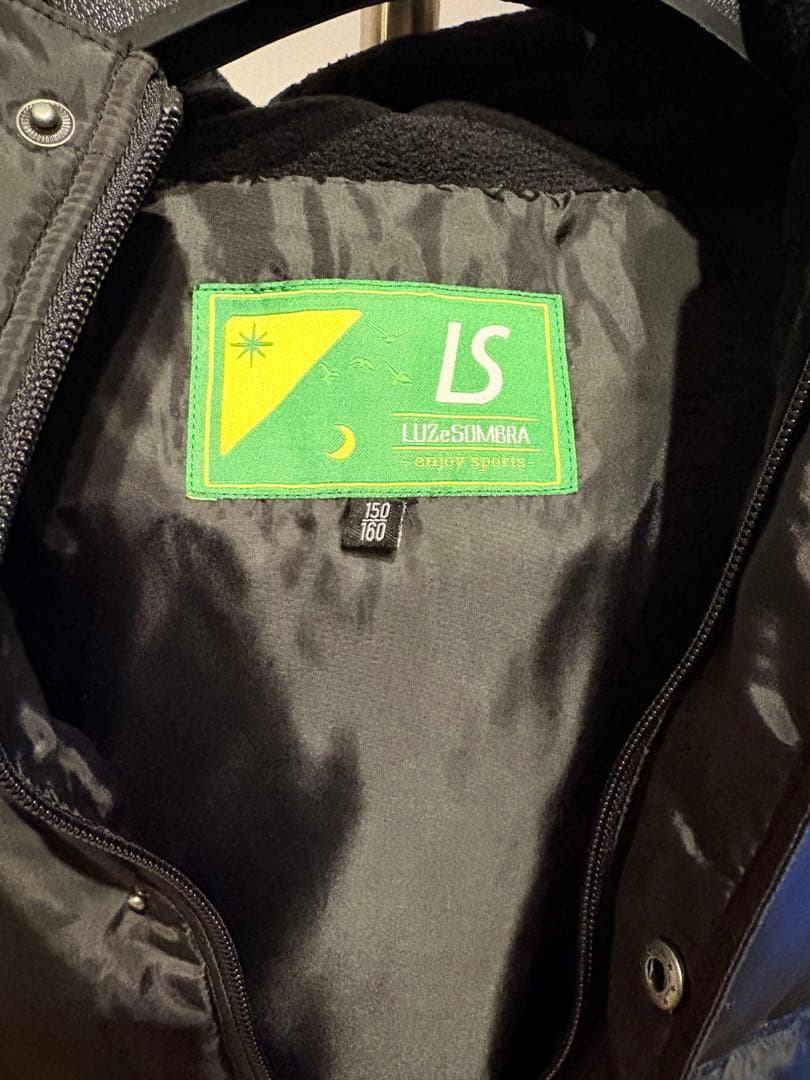 LS
LUZeSOMBRA
-enjoy sports-
150
160